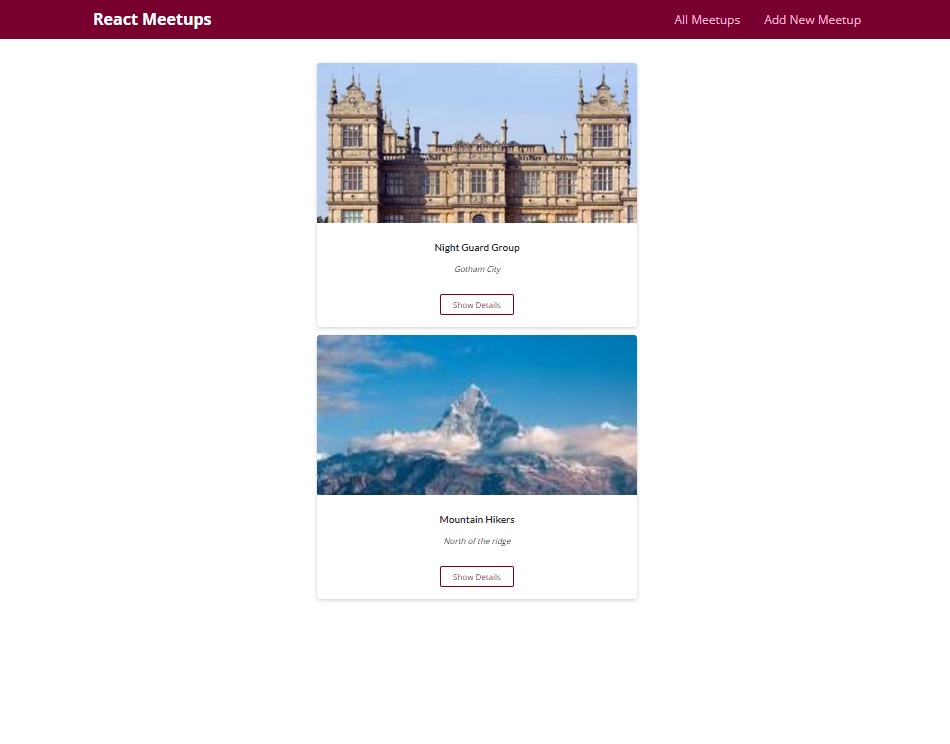 React Meetups
All Meetups
Add New Meetup
Night Guard Group
Gotham City
Show Details
Mountain Hikers
North of the ridge
Show Details